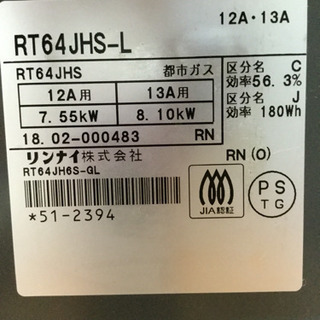 12A・13A
RT64JHS-L
RT64JHS 都市ガス
12A用 13A用
7.55kW 8.10kW
区分名 C
効率56.3%
区分名 J
効率 180Wh
18.02-000483 RN
リンナイ株式会社 RN(O)
RT64JH6S-GL
*51-2394
JIA認証
PS
TG